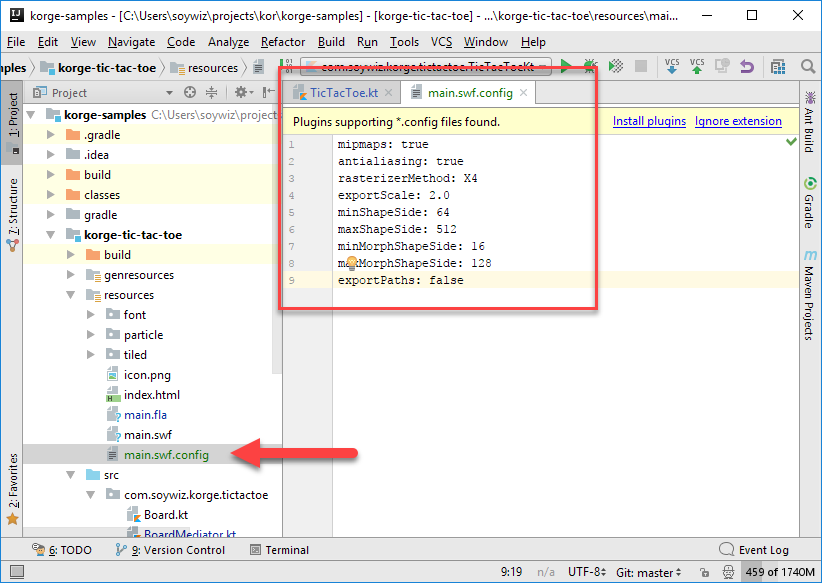 korge-samples - [C:\Users\soywiz\projects\kor\korge-samples] - [korge-tic-tac-toe] - ...\korge-tic-tac-toe\resources\mai...
File Edit View Navigate Code Analyze Refactor Build Run Tools VCS Window Help
ples korge-tic-tac-toe resources com.soywiz.korge.tictactoe.TicTacToeKt VCS VCS
1: Project
7: Structure
2: Favorites
Project
korge-samples C:\Users\soywiz\project
.gradle
.idea
build
classes
gradle
korge-tic-tac-toe
build
genresources
resources
font
particle
tiled
icon.png
index.html
main.fla
main.swf
main.swf.config
src
com.soywiz.korge.tictactoe
Board.kt
BoardMediator.kt
TicTacToe.kt main.swf.config
Plugins supporting *.config files found. Install plugins Ignore extension
1 mipmaps: true
2 antialiasing: true
3 rasterizerMethod: X4
4 exportScale: 2.0
5 minShapeSide: 64
6 maxShapeSide: 512
7 minMorphShapeSide: 16
8 maxMorphShapeSide: 128
9 exportPaths: false
Ant Build
Gradle
Maven Projects
6: TODO 9: Version Control Terminal Event Log
9:19 n/a UTF-8 Git: master 459 of 1740M